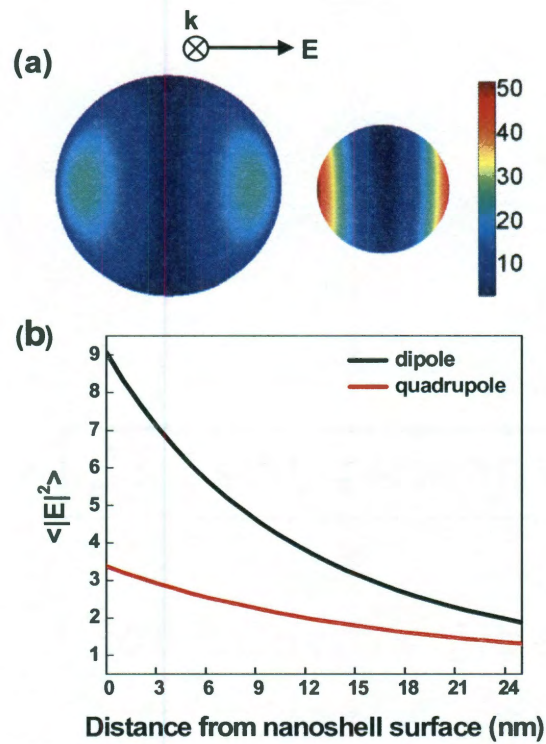 k
E
(a)
50
40
30
20
10
(b)
dipole
quadrupole
9
8
7
6
5
4
3
2
1
<|E|²>
0 3 6 9 12 15 18 21 24
Distance from nanoshell surface (nm)